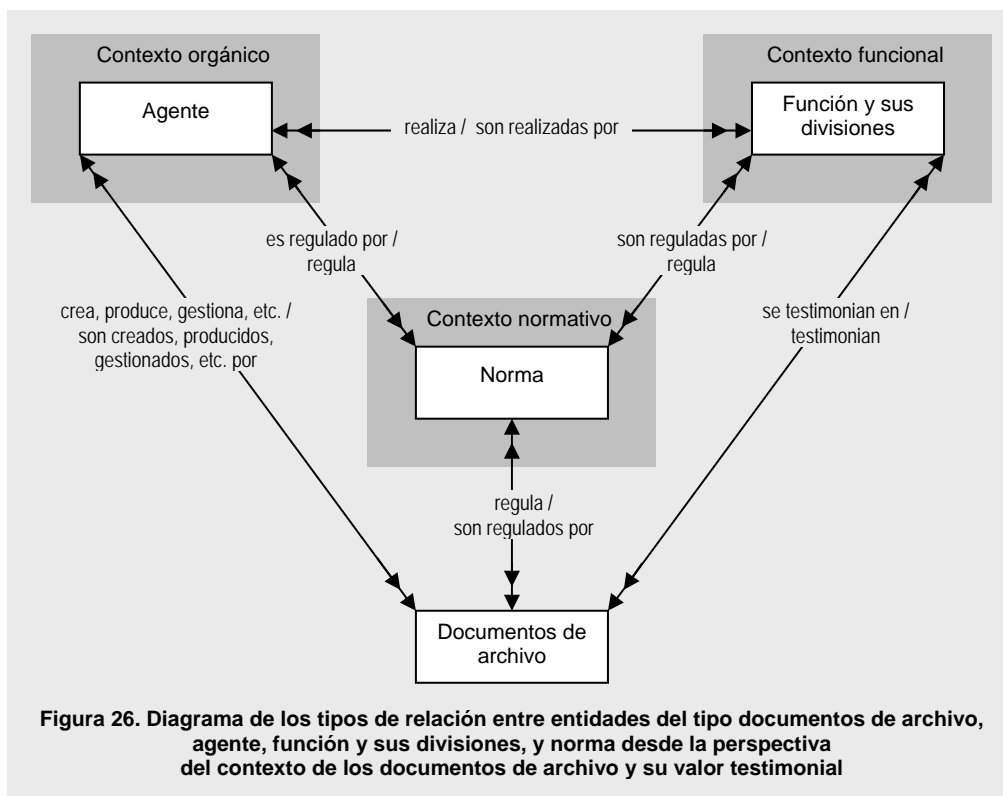 Contexto orgánico
Contexto funcional
Agente
Función y sus
divisiones
realiza / son realizadas por
es regulado por /
regula
son reguladas por /
regula
crea, produce, gestiona, etc. /
son creados, producidos,
gestionados, etc. por
se testimonian en /
testimonian
Contexto normativo
Norma
regula /
son regulados por
Documentos de
archivo
Figura 26. Diagrama de los tipos de relación entre entidades del tipo documentos de archivo,
agente, función y sus divisiones, y norma desde la perspectiva
del contexto de los documentos de archivo y su valor testimonial